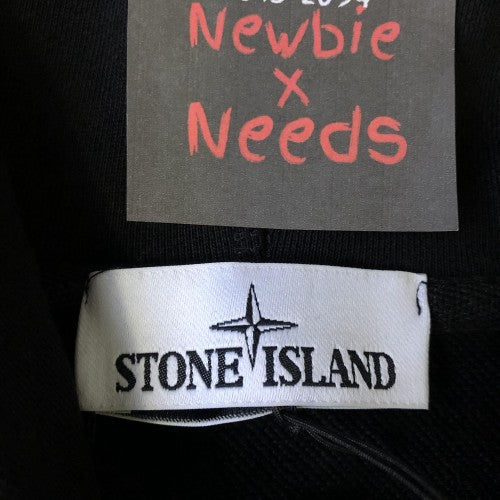 Newbie
x
Needs
STONE ISLAND